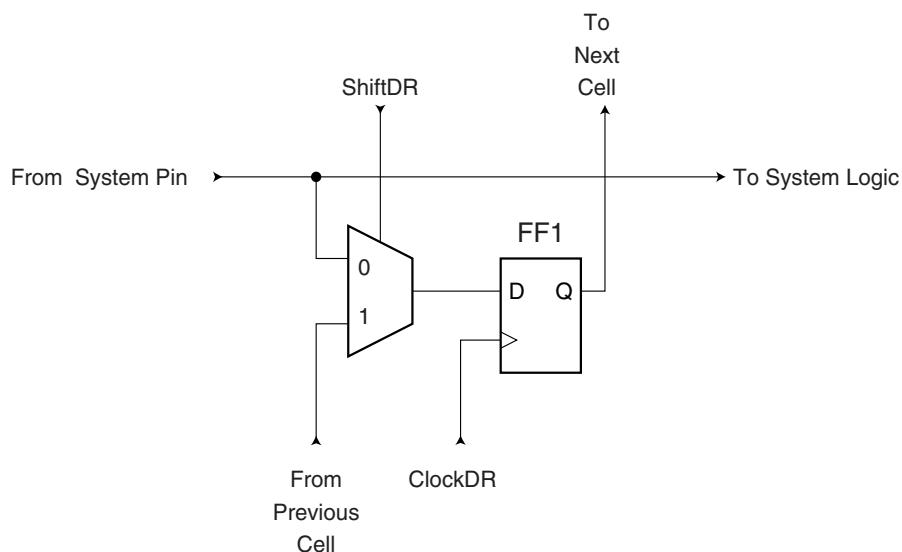 To
Next
Cell
ShiftDR
From System Pin
To System Logic
FF1
0
D Q
1
From
Previous
Cell
ClockDR